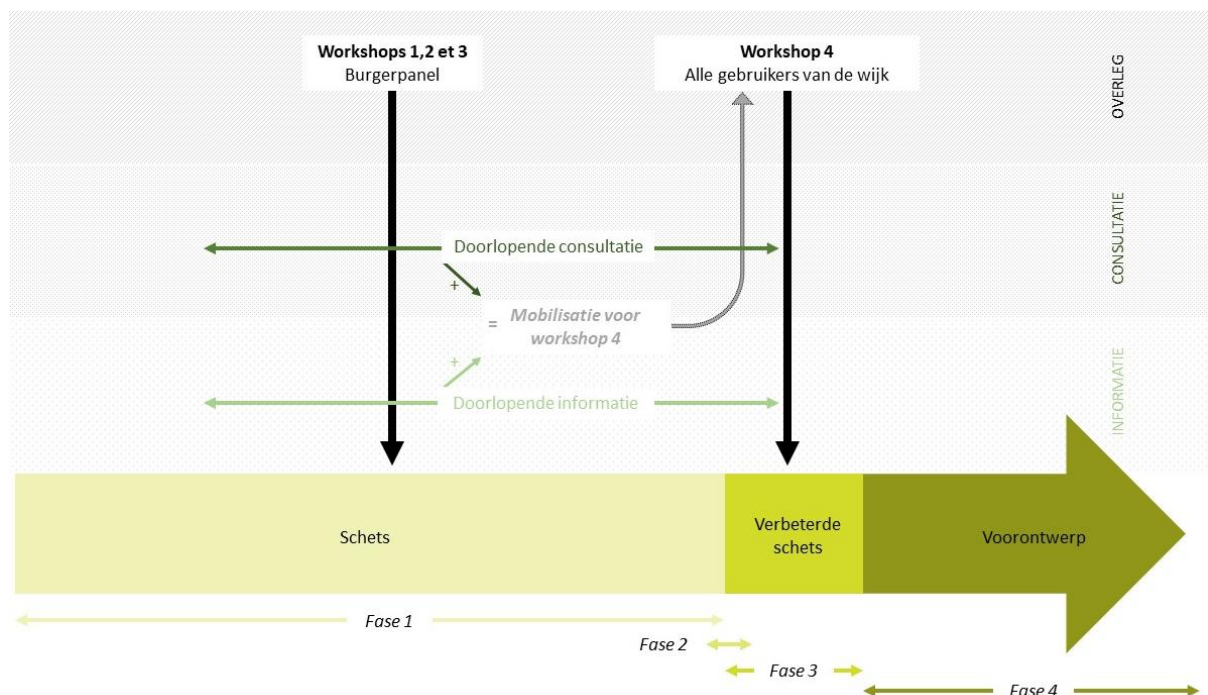 Workshops 1,2 et 3
Burgerpanel
Workshop 4
Alle gebruikers van de wijk
OVERLEG
CONSULTATIE
Doorlopende consultatie
+
= Mobilisatie voor
workshop 4
+
INFORMATIE
Doorlopende informatie
Schets
Verbeterde
schets
Voorontwerp
Fase 1
Fase 2
Fase 3
Fase 4